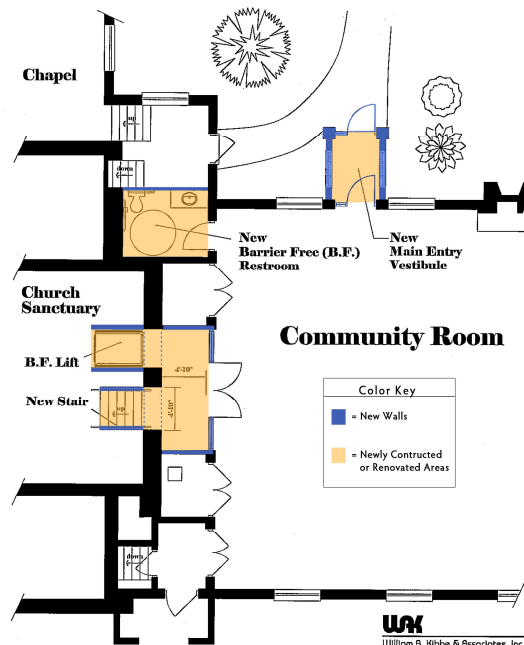 Chapel
up
down
New
Barrier Free (B.F.)
Restroom
New
Main Entry
Vestibule
Church
Sanctuary
Community Room
B.F. Lift
4'-10"
New Stair
up
4'-10"
Color Key
= New Walls
= Newly Contructed
or Renovated Areas
down
WAK
William A. Kibbe & Associates, Inc.